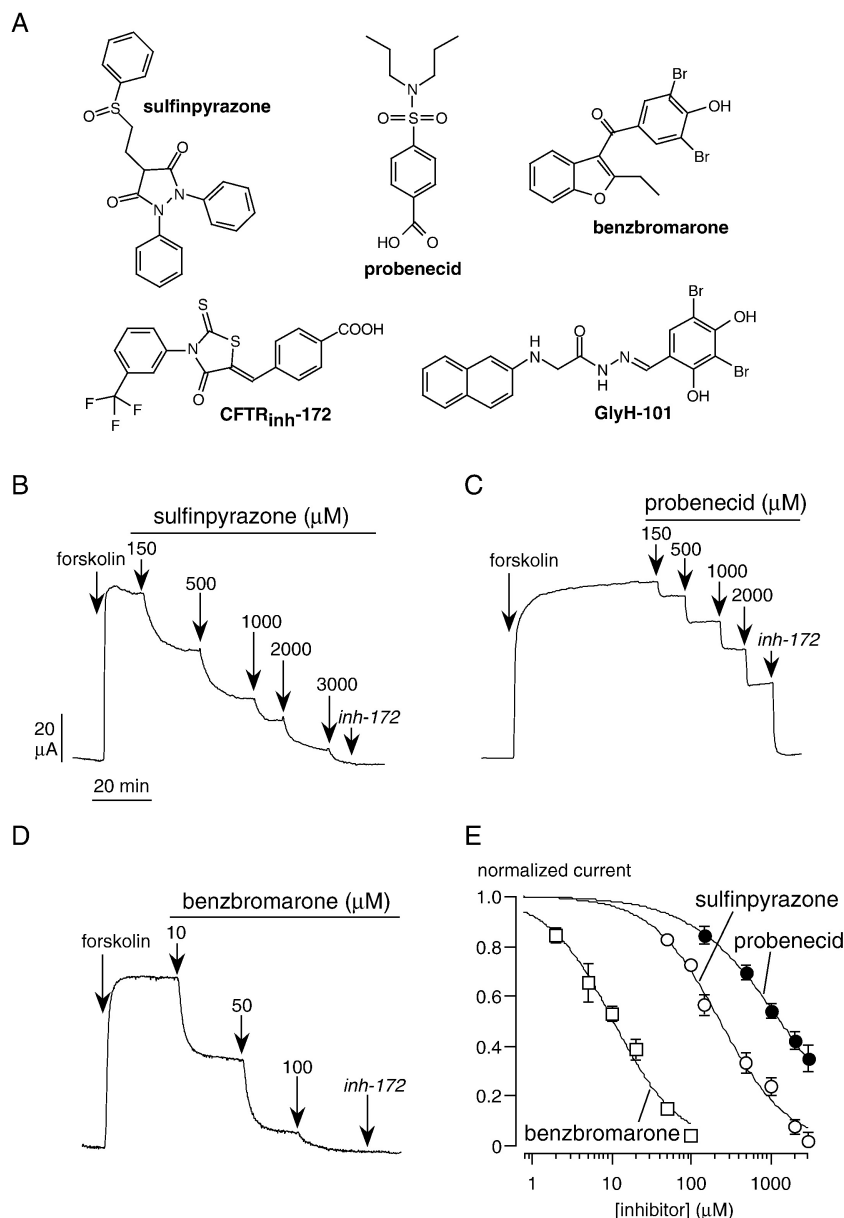 A
sulfinpyrazone
probenecid
benzbromarone
CFTRinh-172
GlyH-101
S
O
O
O
N
N
N
O
S
O
HO
O
Br
OH
O
Br
O
S
N
S
O
COOH
F
F
F
H
N
O
N
H
N
Br
OH
Br
OH
B
sulfinpyrazone (μM)
forskolin
150
500
1000
2000
3000
inh-172
20
μA
20 min
C
probenecid (μM)
forskolin
150
500
1000
2000
inh-172
D
benzbromarone (μM)
forskolin
10
50
100
inh-172
E
normalized current
1.0
0.8
0.6
0.4
0.2
0
sulfinpyrazone
probenecid
benzbromarone
1
10
100
1000
[inhibitor] (μM)